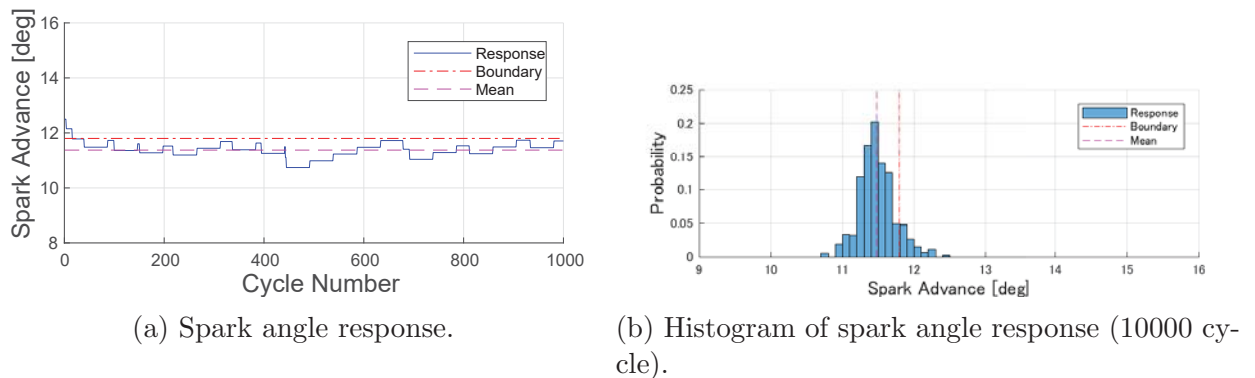 16
14
12
10
8
Spark Advance [deg]
0 200 400 600 800 1000
Cycle Number
Response
Boundary
Mean
(a) Spark angle response.
0.25
0.2
0.15
0.1
0.05
0
Probability
9 10 11 12 13 14 15 16
Spark Advance [deg]
Response
Boundary
Mean
(b) Histogram of spark angle response (10000 cy-
cle).